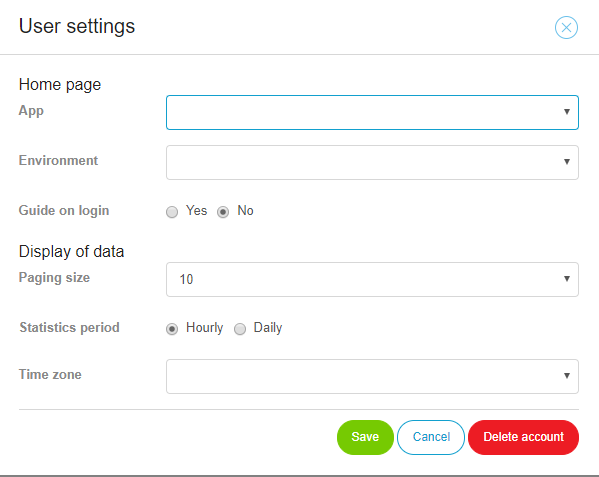 User settings
Home page
App
Environment
Guide on login Yes No
Display of data
Paging size 10
Statistics period Hourly Daily
Time zone
Save Cancel Delete account